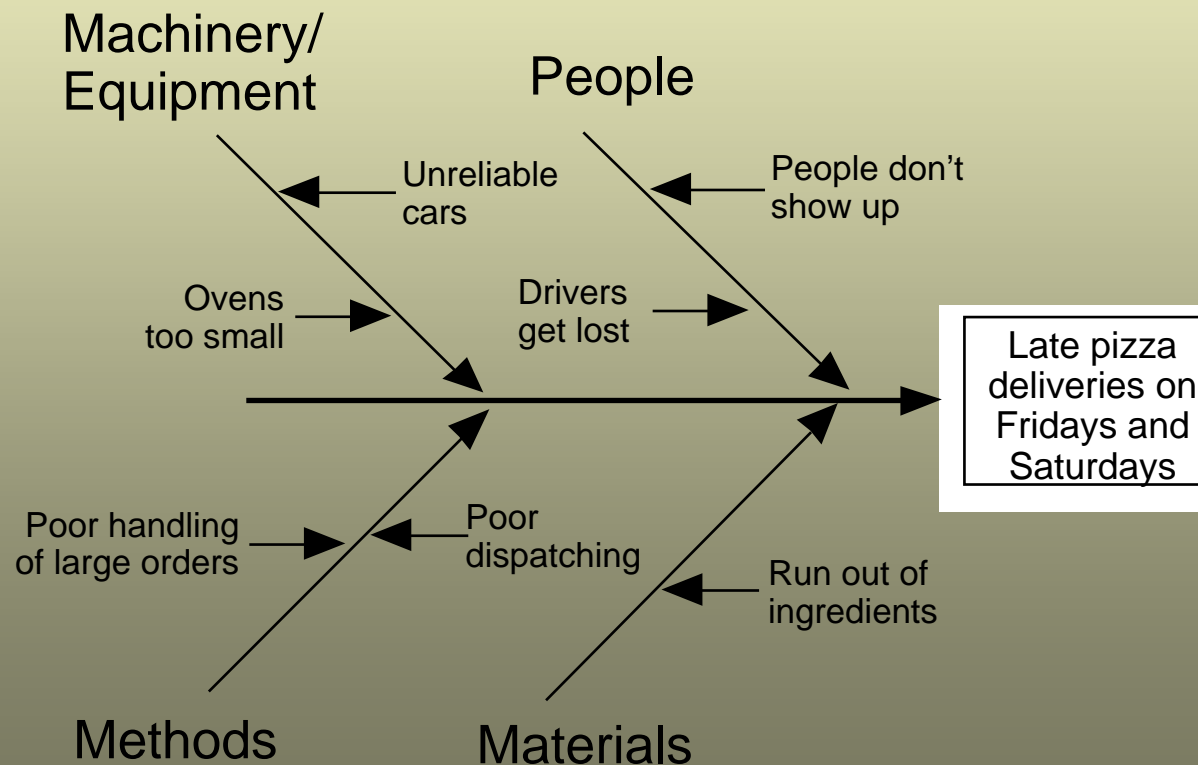 Machinery/
Equipment
People
Unreliable
cars
People don’t
show up
Ovens
too small
Drivers
get lost
Late pizza
deliveries on
Fridays and
Saturdays
Poor handling
of large orders
Poor
dispatching
Run out of
ingredients
Methods
Materials